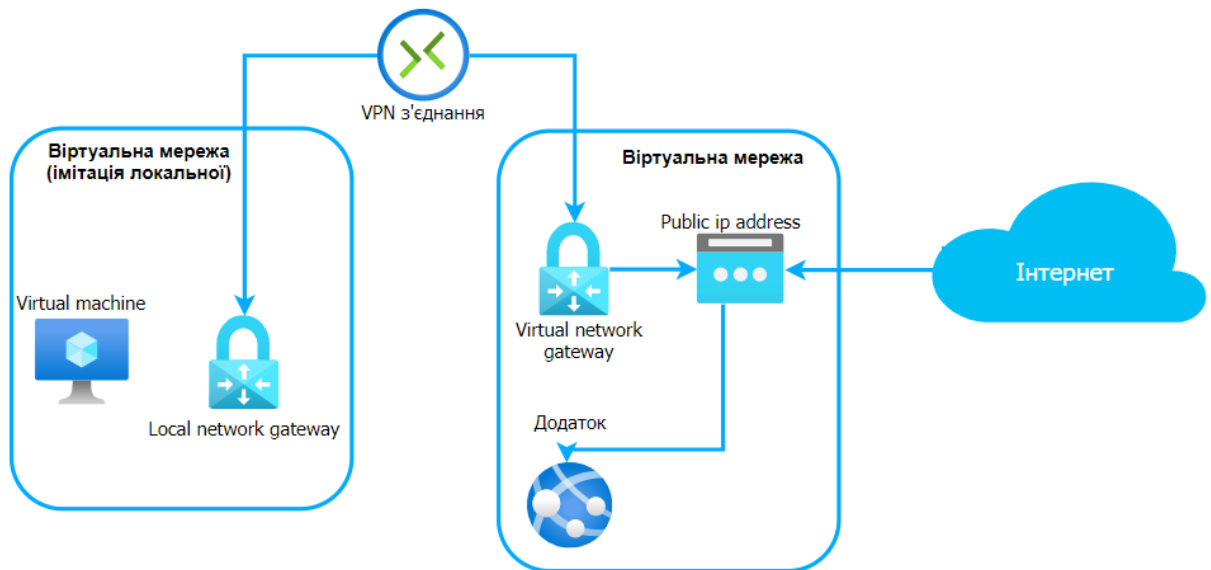 VPN з'єднання
Віртуальна мережа
(імітація локальної)
Virtual machine
Local network gateway
Віртуальна мережа
Public ip address
Virtual network
gateway
Додаток
Інтернет